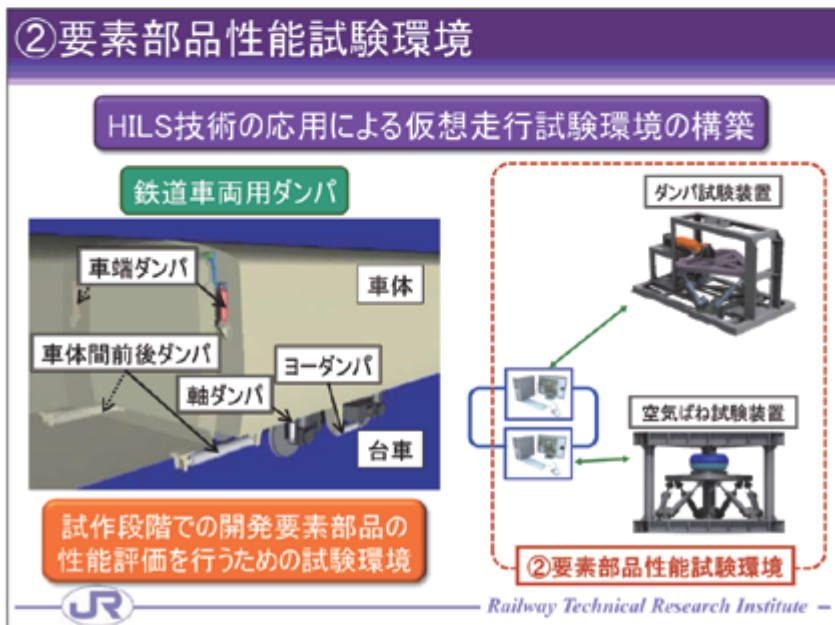 ②要素部品性能試験環境
HILS技術の応用による仮想走行試験環境の構築
鉄道車両用ダンパ
車端ダンパ
車体
車体間前後ダンパ
軸ダンパ
ヨーダンパ
台車
試作段階での開発要素部品の
性能評価を行うための試験環境
ダンパ試験装置
空気ばね試験装置
②要素部品性能試験環境
JR
Railway Technical Research Institute